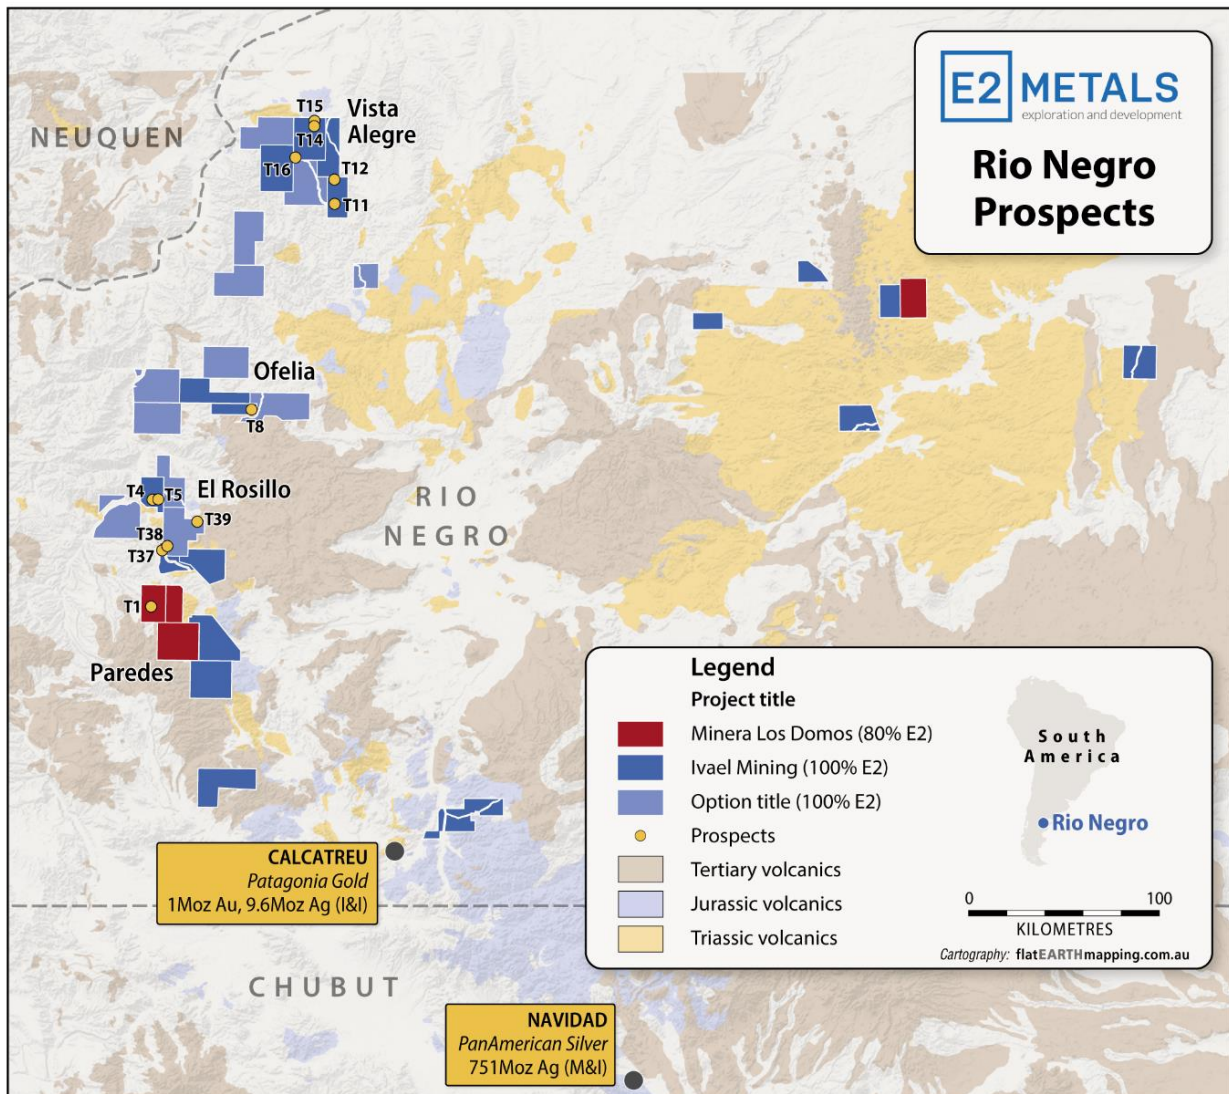 E2 METALS
exploration and development
Rio Negro
Prospects
NEUQUEN
T15
Vista
Alegre
T14
T16
T12
T11
Ofelia
T8
El Rosillo
T4
T5
T39
T38
T37
RIO
NEGRO
T1
Paredes
CALCATREU
Patagonia Gold
1Moz Au, 9.6Moz Ag (I&I)
CHUBUT
NAVIDAD
PanAmerican Silver
751Moz Ag (M&I)
Legend
Project title
Minera Los Domos (80% E2)
Ivael Mining (100% E2)
Option title (100% E2)
Prospects
Tertiary volcanics
Jurassic volcanics
Triassic volcanics
South
America
Rio Negro
0 100
KILOMETRES
Cartography: flatEARTHmapping.com.au